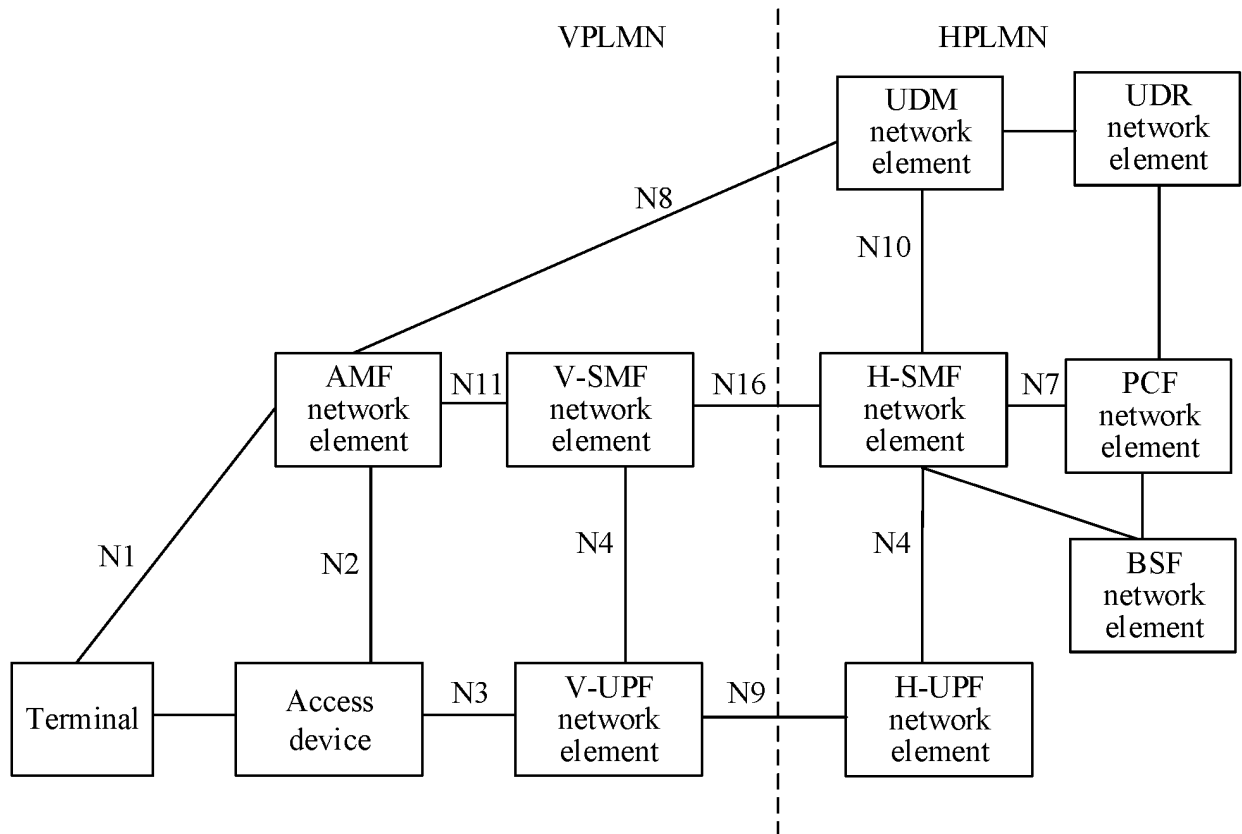 VPLMN
HPLMN
UDM
network
element
UDR
network
element
N8
N10
AMF
network
element
N11
V-SMF
network
element
N16
H-SMF
network
element
N7
PCF
network
element
N1
N2
N4
N4
BSF
network
element
Terminal
Access
device
N3
V-UPF
network
element
N9
H-UPF
network
element